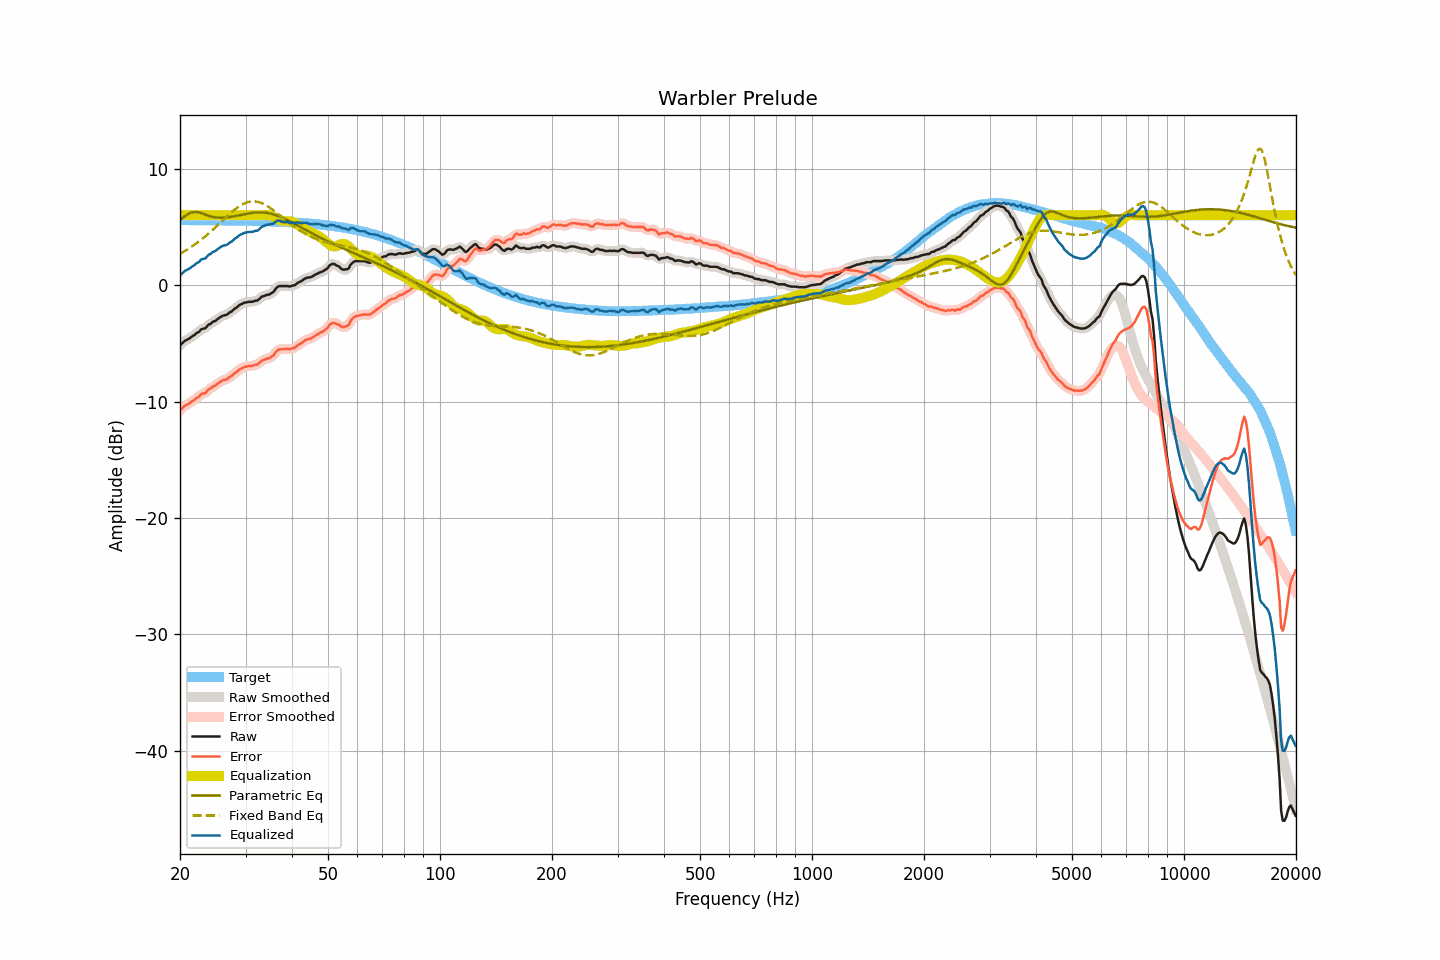 Warbler Prelude
10
0
−10
−20
−30
−40
Amplitude (dBr)
Target
Raw Smoothed
Error Smoothed
Raw
Error
Equalization
Parametric Eq
Fixed Band Eq
Equalized
20 50 100 200 500 1000 2000 5000 10000 20000
Frequency (Hz)